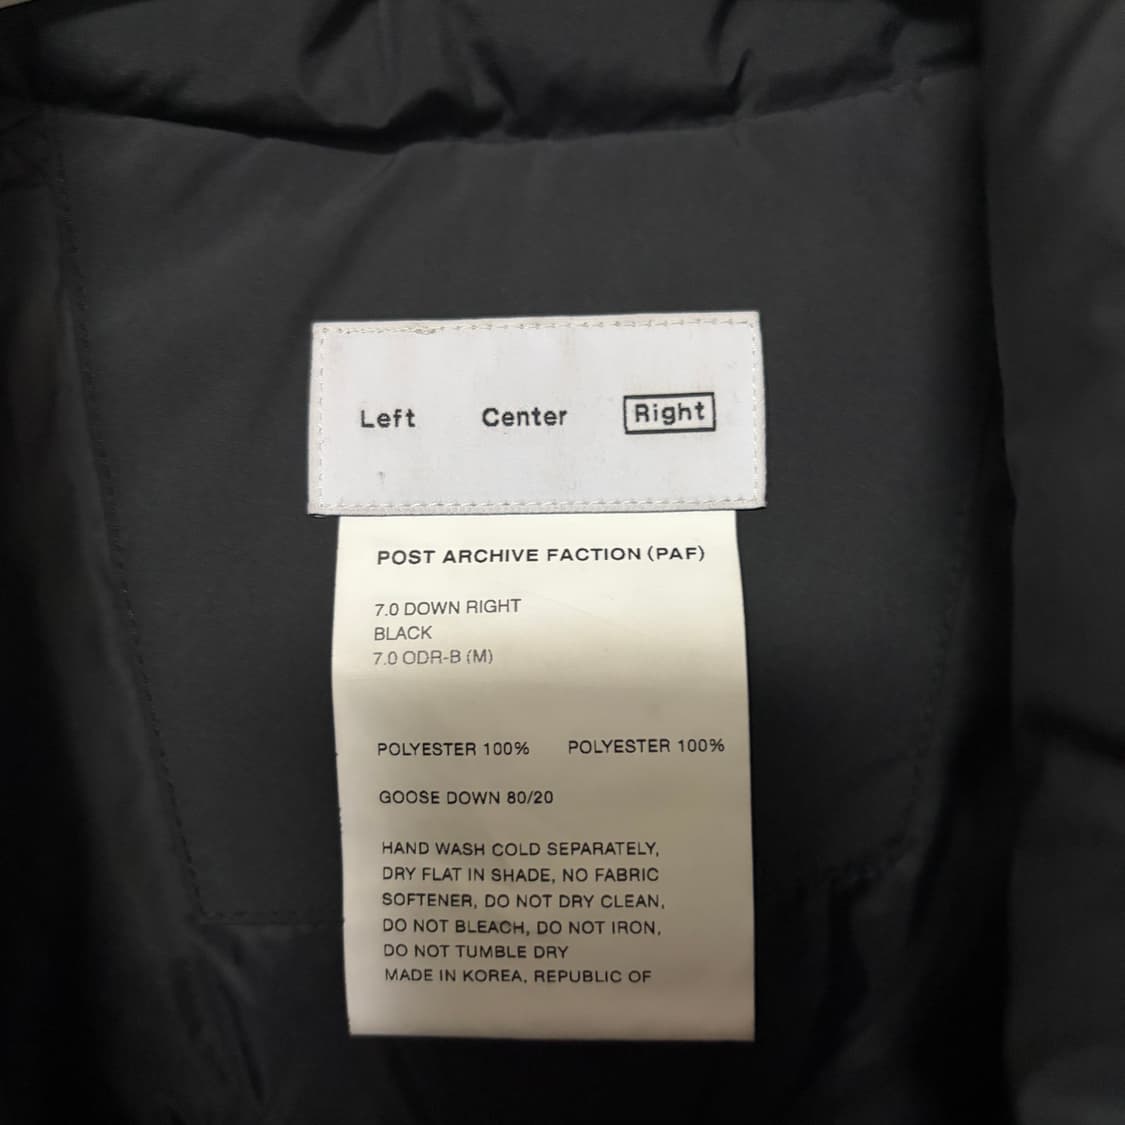 Left Center Right
POST ARCHIVE FACTION (PAF)
7.0 DOWN RIGHT
BLACK
7.0 ODR-B (M)
POLYESTER 100% POLYESTER 100%
GOOSE DOWN 80/20
HAND WASH COLD SEPARATELY,
DRY FLAT IN SHADE, NO FABRIC
SOFTENER, DO NOT DRY CLEAN,
DO NOT BLEACH, DO NOT IRON,
DO NOT TUMBLE DRY
MADE IN KOREA, REPUBLIC OF